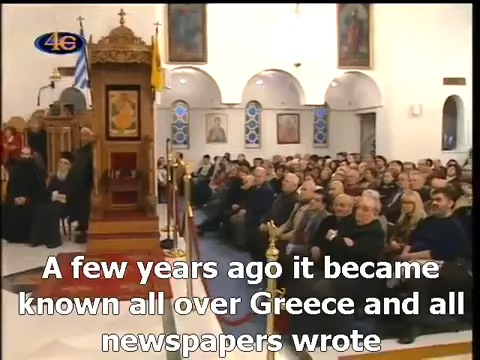 4E
A few years ago it became
known all over Greece and all
newspapers wrote